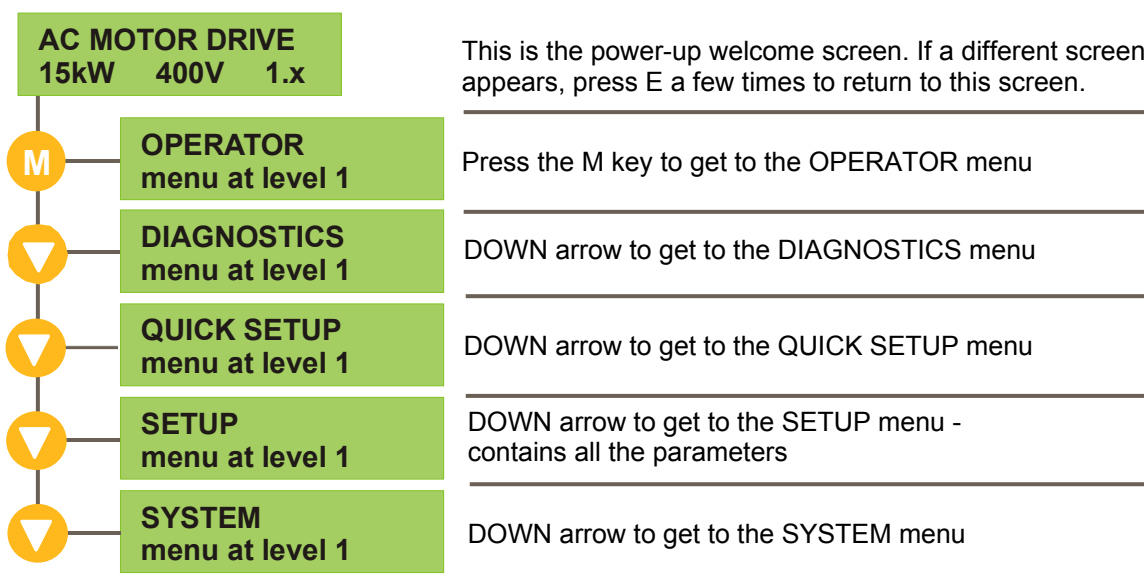 AC MOTOR DRIVE
15kW 400V 1.x
This is the power-up welcome screen. If a different screen
appears, press E a few times to return to this screen.
M
OPERATOR
menu at level 1
Press the M key to get to the OPERATOR menu
DIAGNOSTICS
menu at level 1
DOWN arrow to get to the DIAGNOSTICS menu
QUICK SETUP
menu at level 1
DOWN arrow to get to the QUICK SETUP menu
SETUP
menu at level 1
DOWN arrow to get to the SETUP menu -
contains all the parameters
SYSTEM
menu at level 1
DOWN arrow to get to the SYSTEM menu